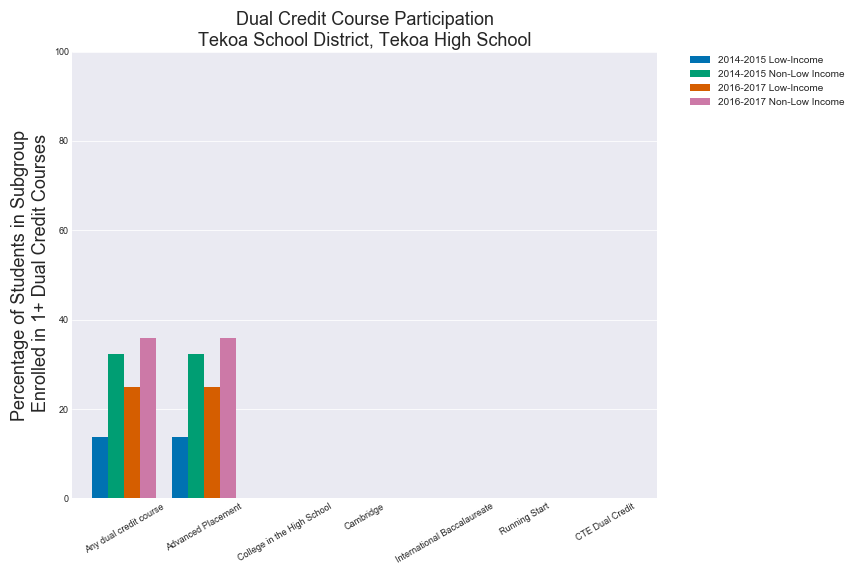 Dual Credit Course Participation
Tekoa School District, Tekoa High School
Percentage of Students in Subgroup
Enrolled in 1+ Dual Credit Courses
100
80
60
40
20
0
Any dual credit course
Advanced Placement
College in the High School
Cambridge
International Baccalaureate
Running Start
CTE Dual Credit
2014-2015 Low-Income
2014-2015 Non-Low Income
2016-2017 Low-Income
2016-2017 Non-Low Income